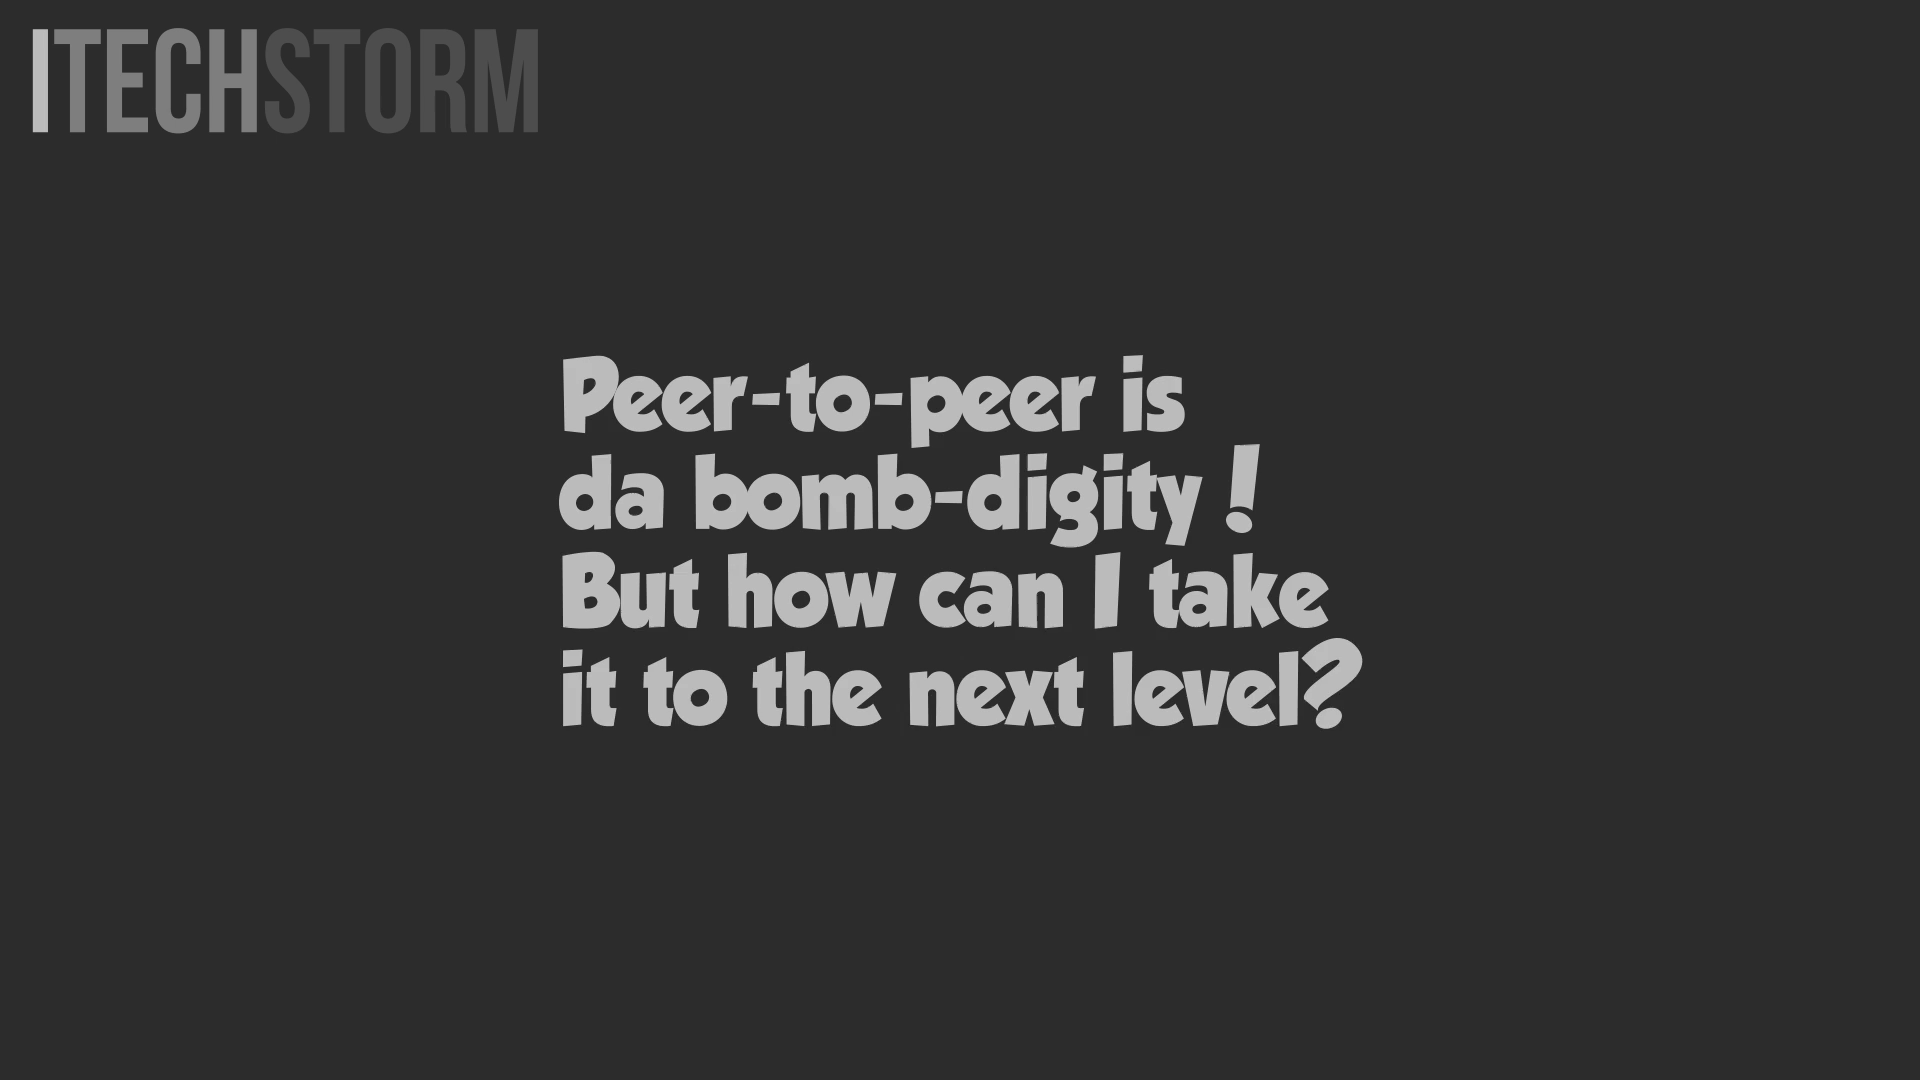 ITECHSTORM
Peer-to-peer is
da bomb-digity!
But how can I take
it to the next level?